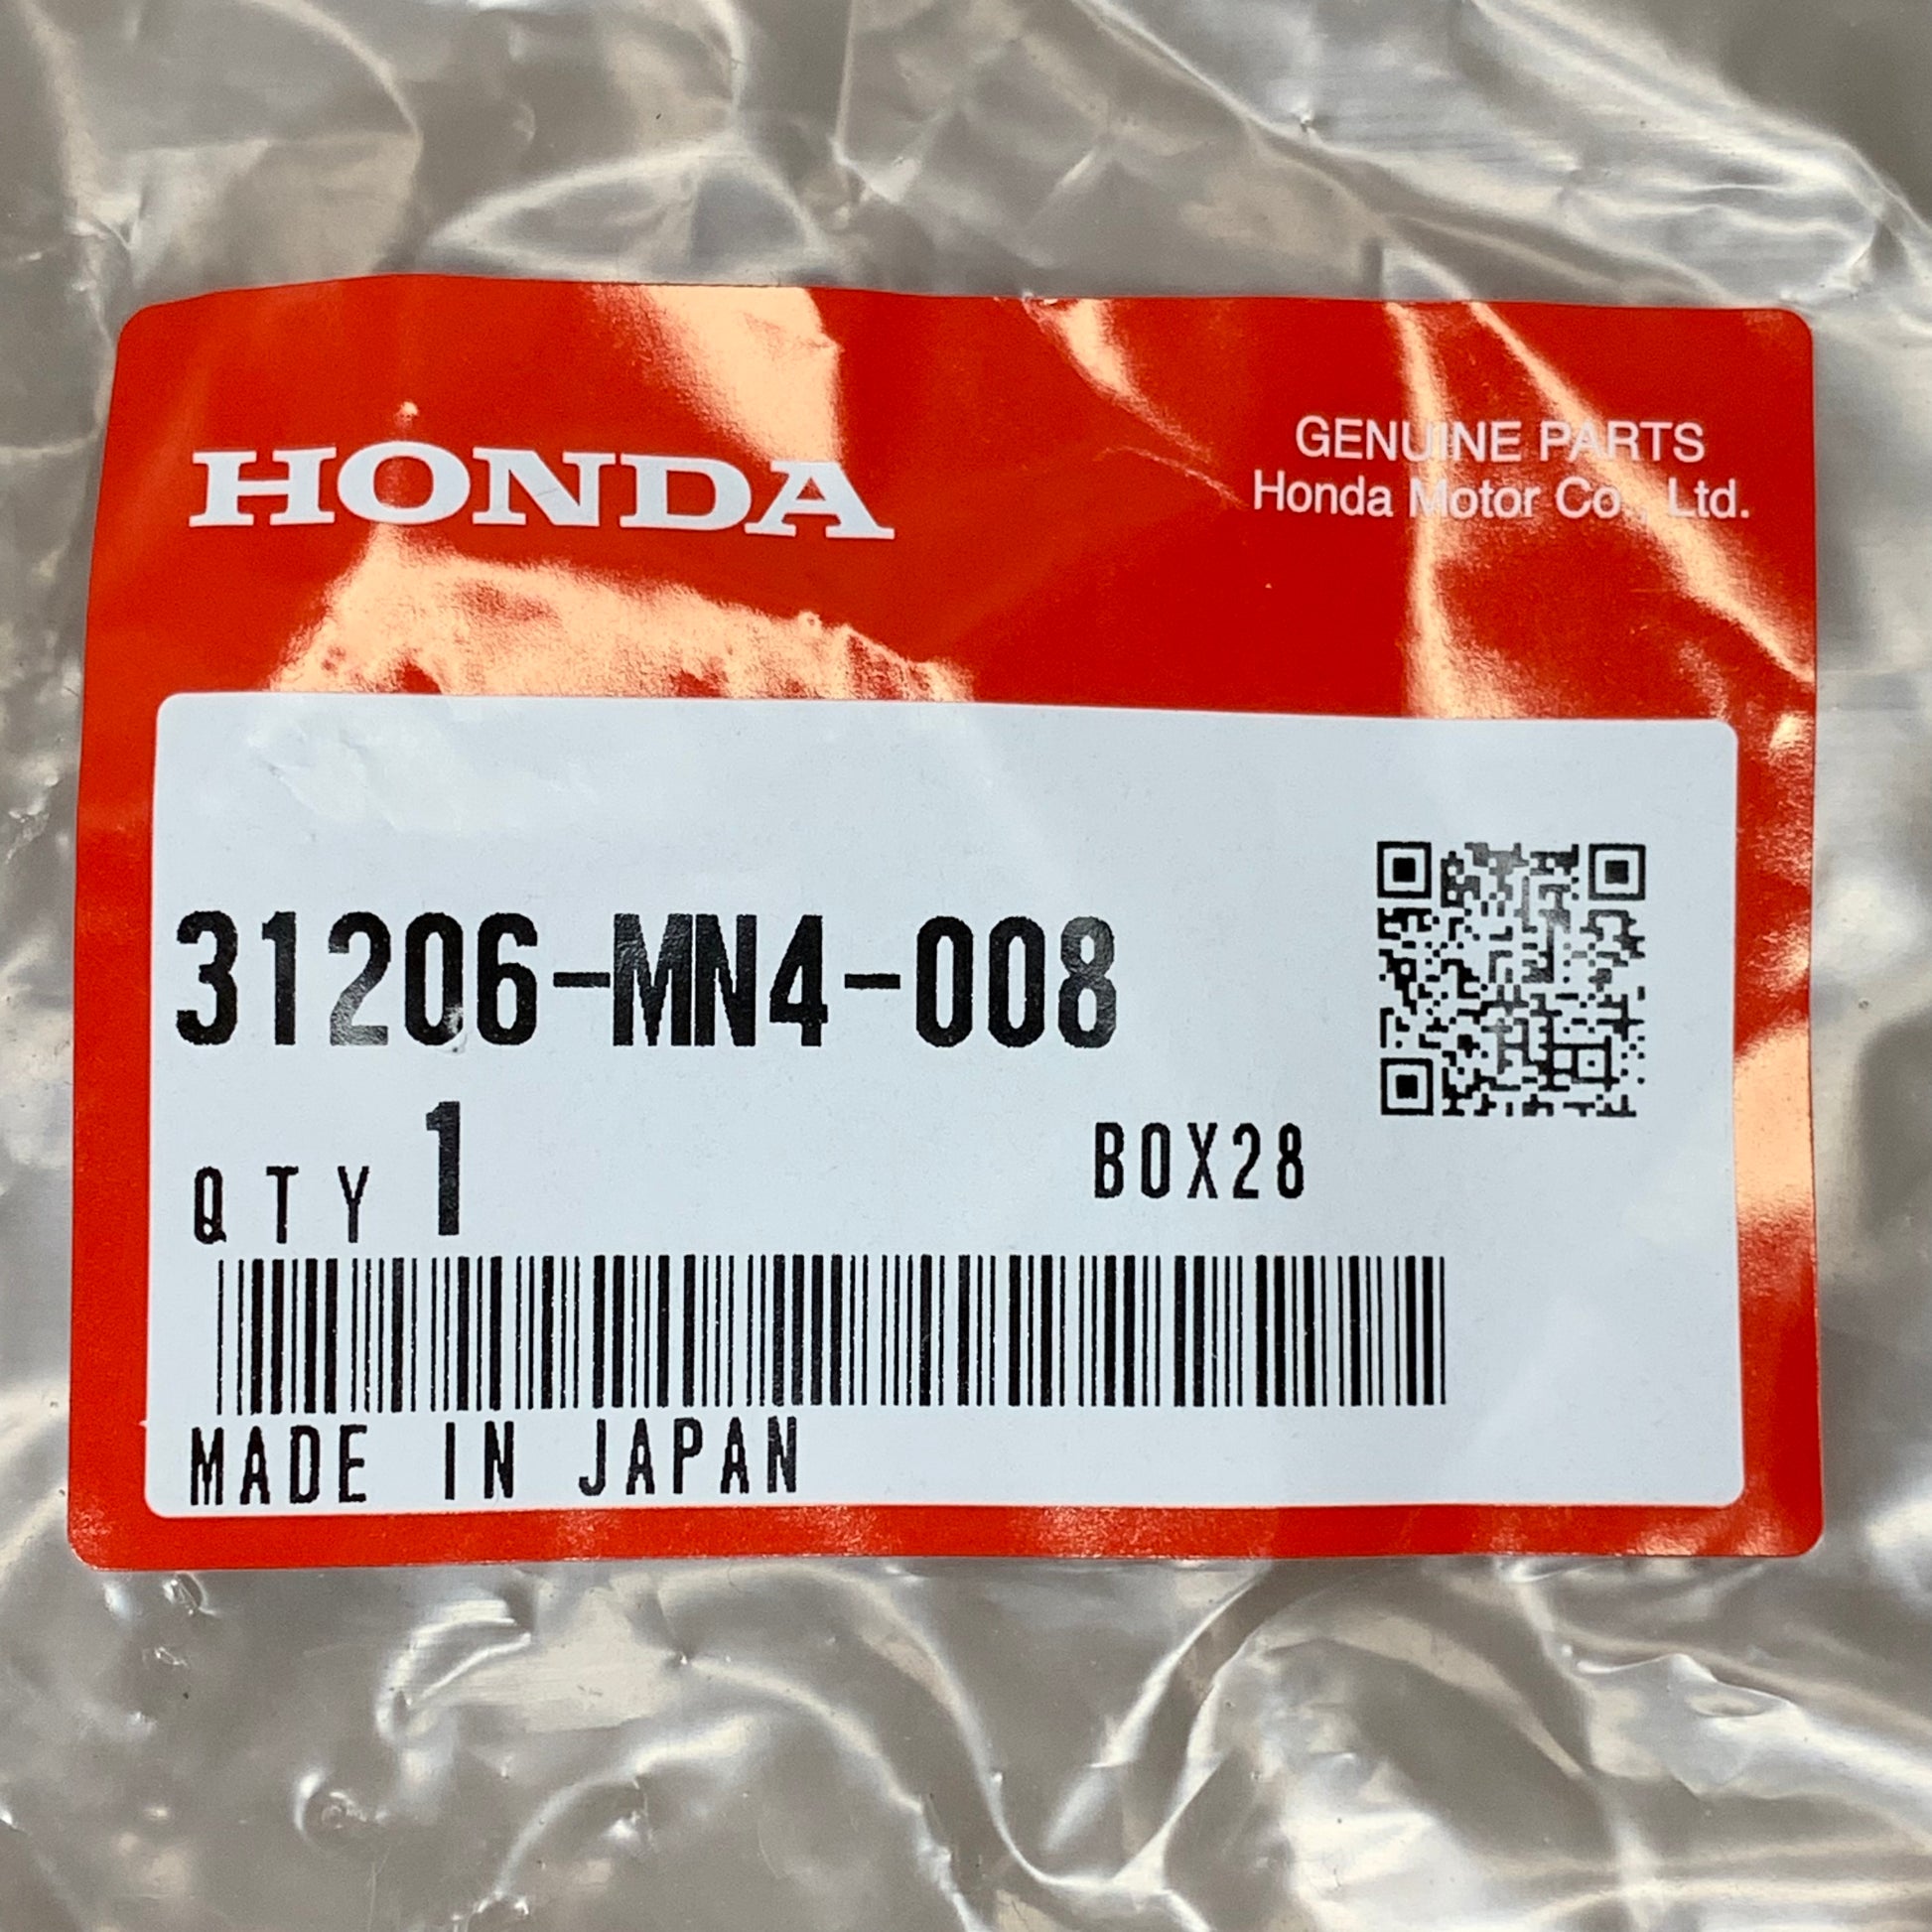 HONDA
GENUINE PARTS
Honda Motor Co., Ltd.
31206-MN4-008
QTY 1
BOX28
MADE IN JAPAN